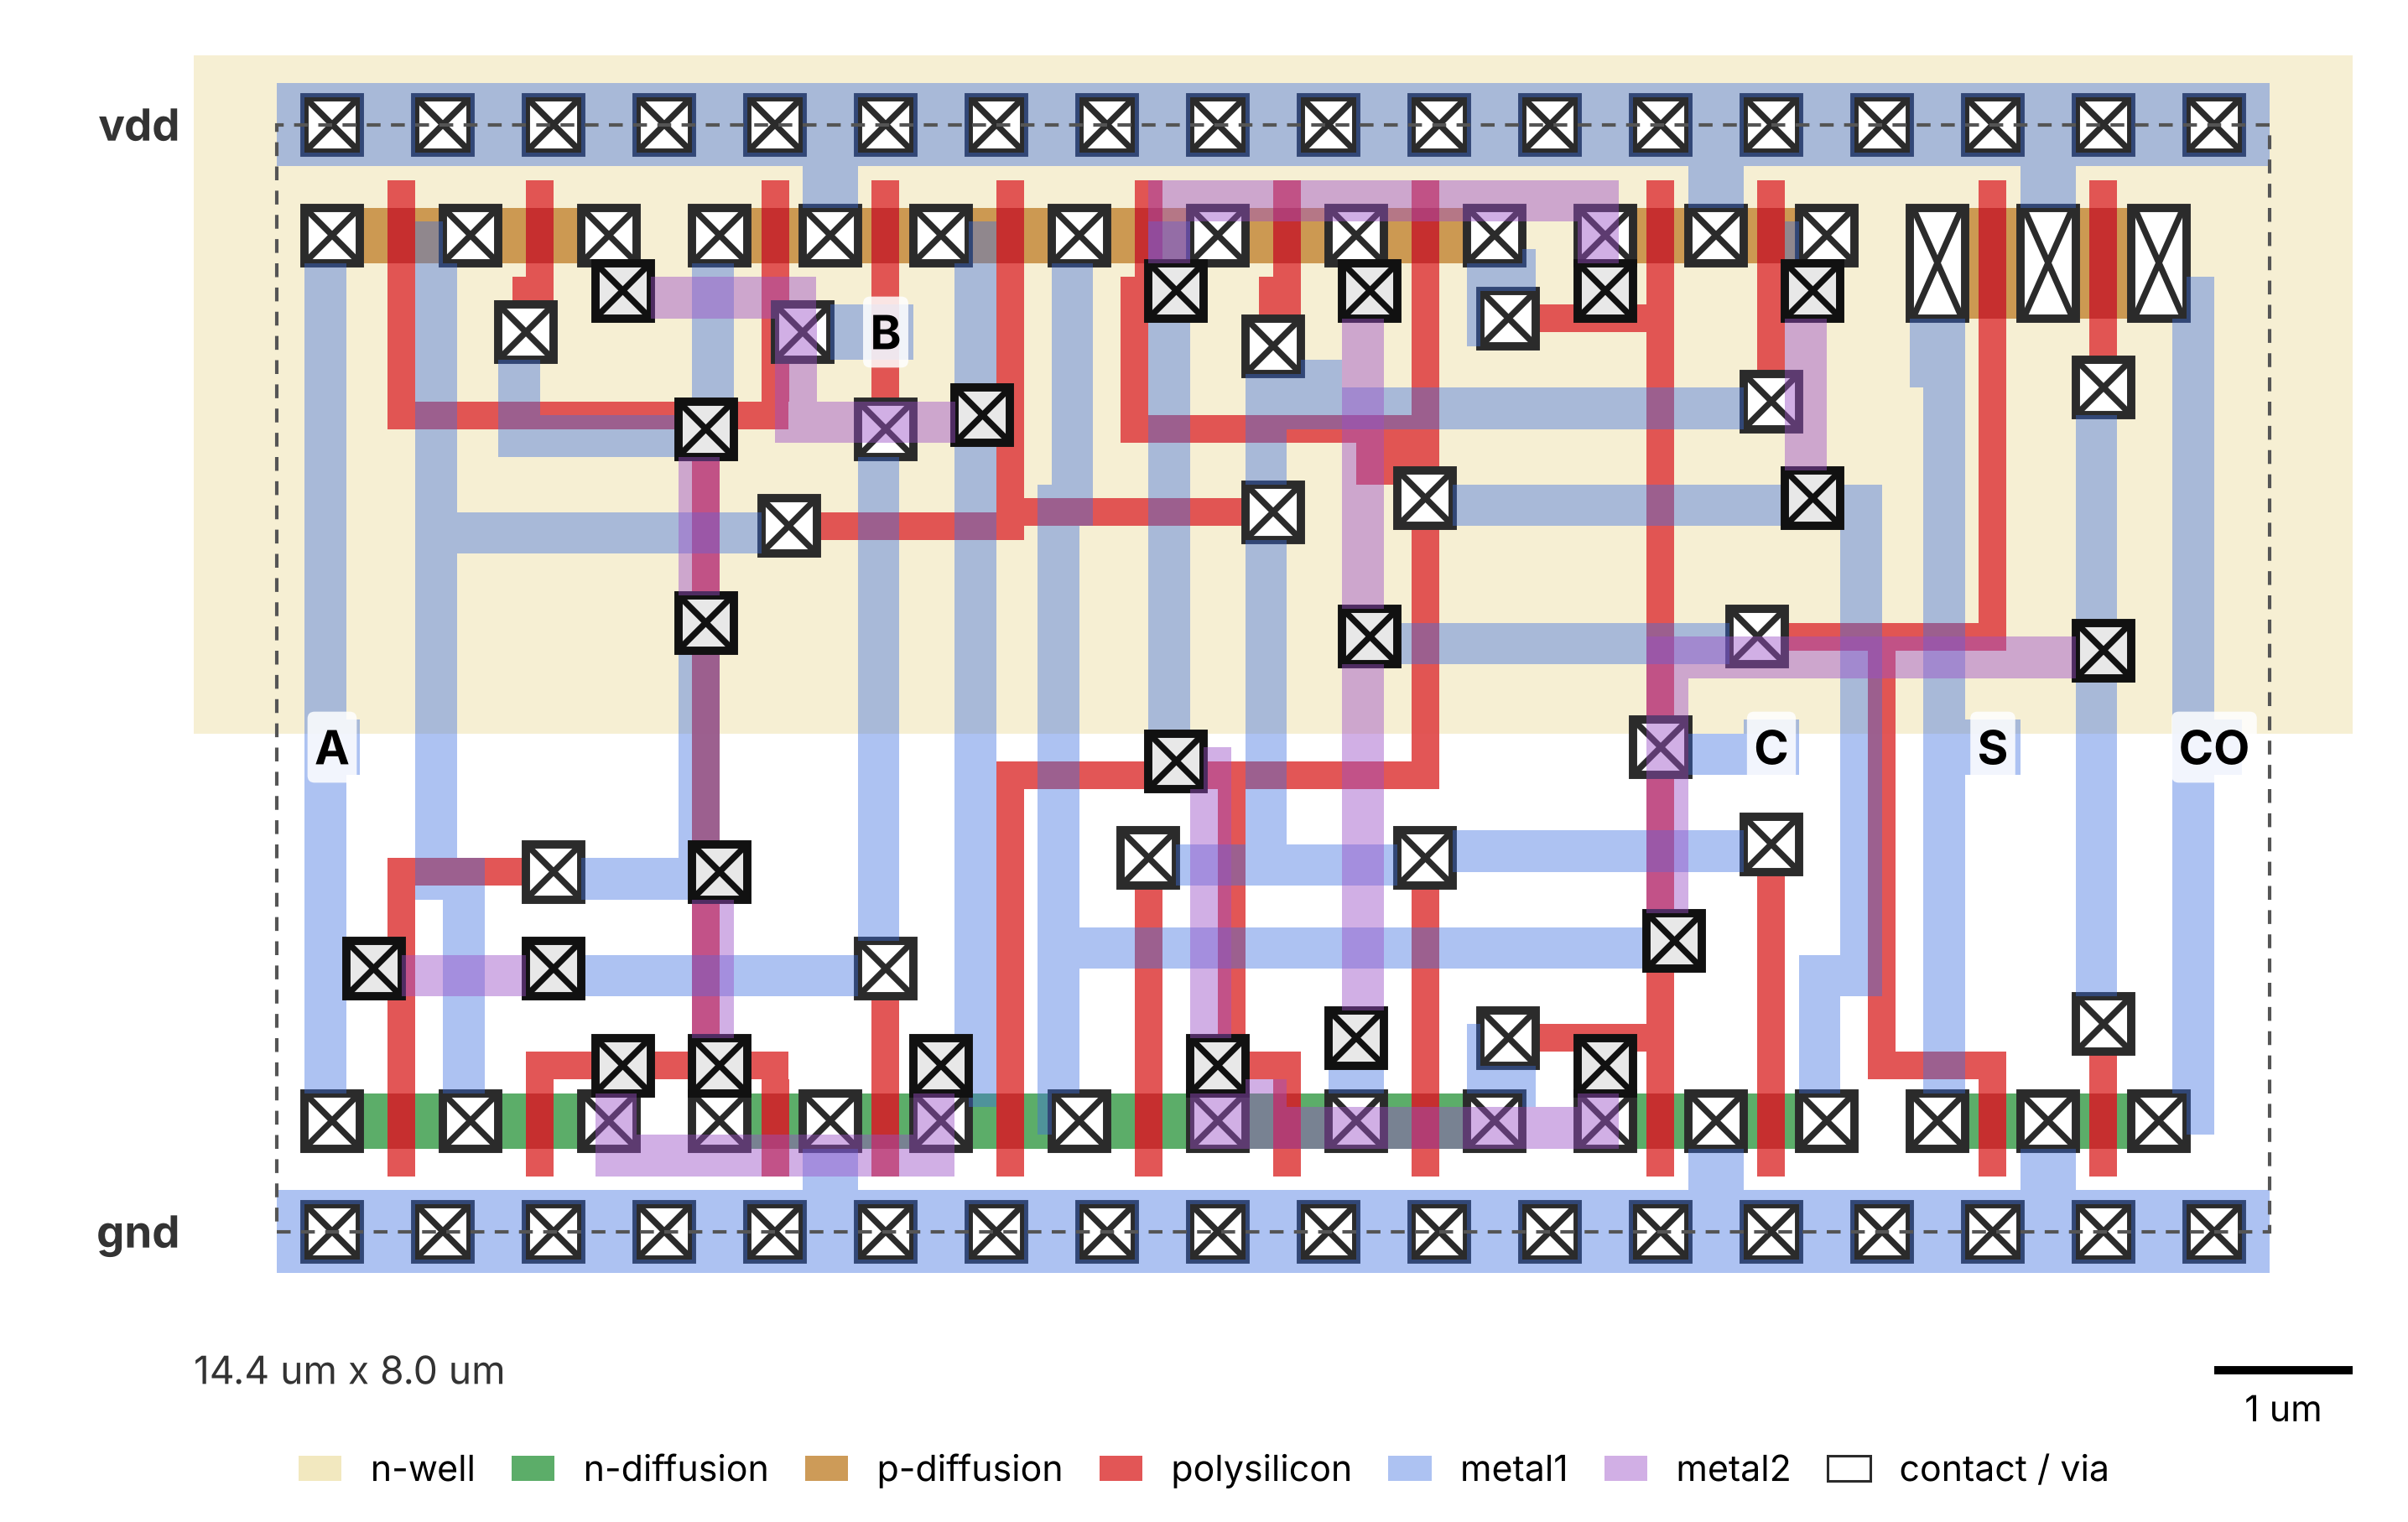 vdd
B
A
C
S
CO
gnd
14.4 um x 8.0 um
1 um
n-well
n-diffusion
p-diffusion
polysilicon
metal1
metal2
contact / via